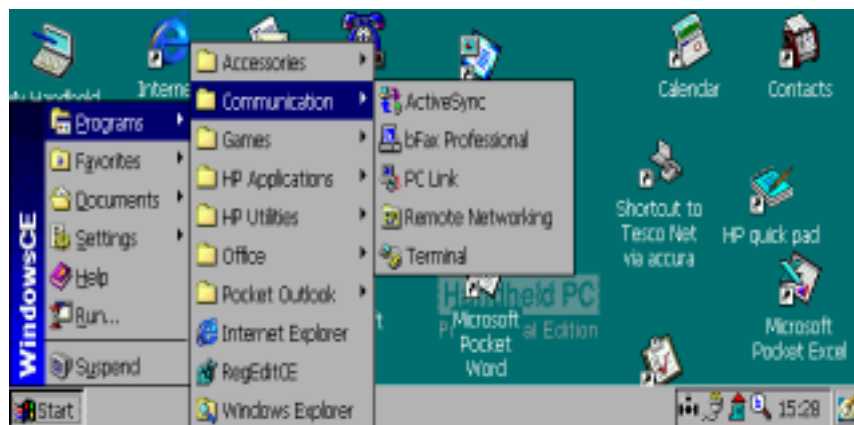 Calendar
Contacts
Programs
Favorites
Documents
Settings
Help
Run...
Suspend
WindowsCE
Accessories
Communication
Games
HP Applications
HP Utilities
Office
Pocket Outlook
Internet Explorer
RegEditCE
Windows Explorer
ActiveSync
bFax Professional
PC Link
Remote Networking
Terminal
Shortcut to
Tesco Net
via accura
HP quick pad
Handheld PC
Edition
Microsoft
Pocket
Word
Microsoft
Pocket Excel
Start
15:28